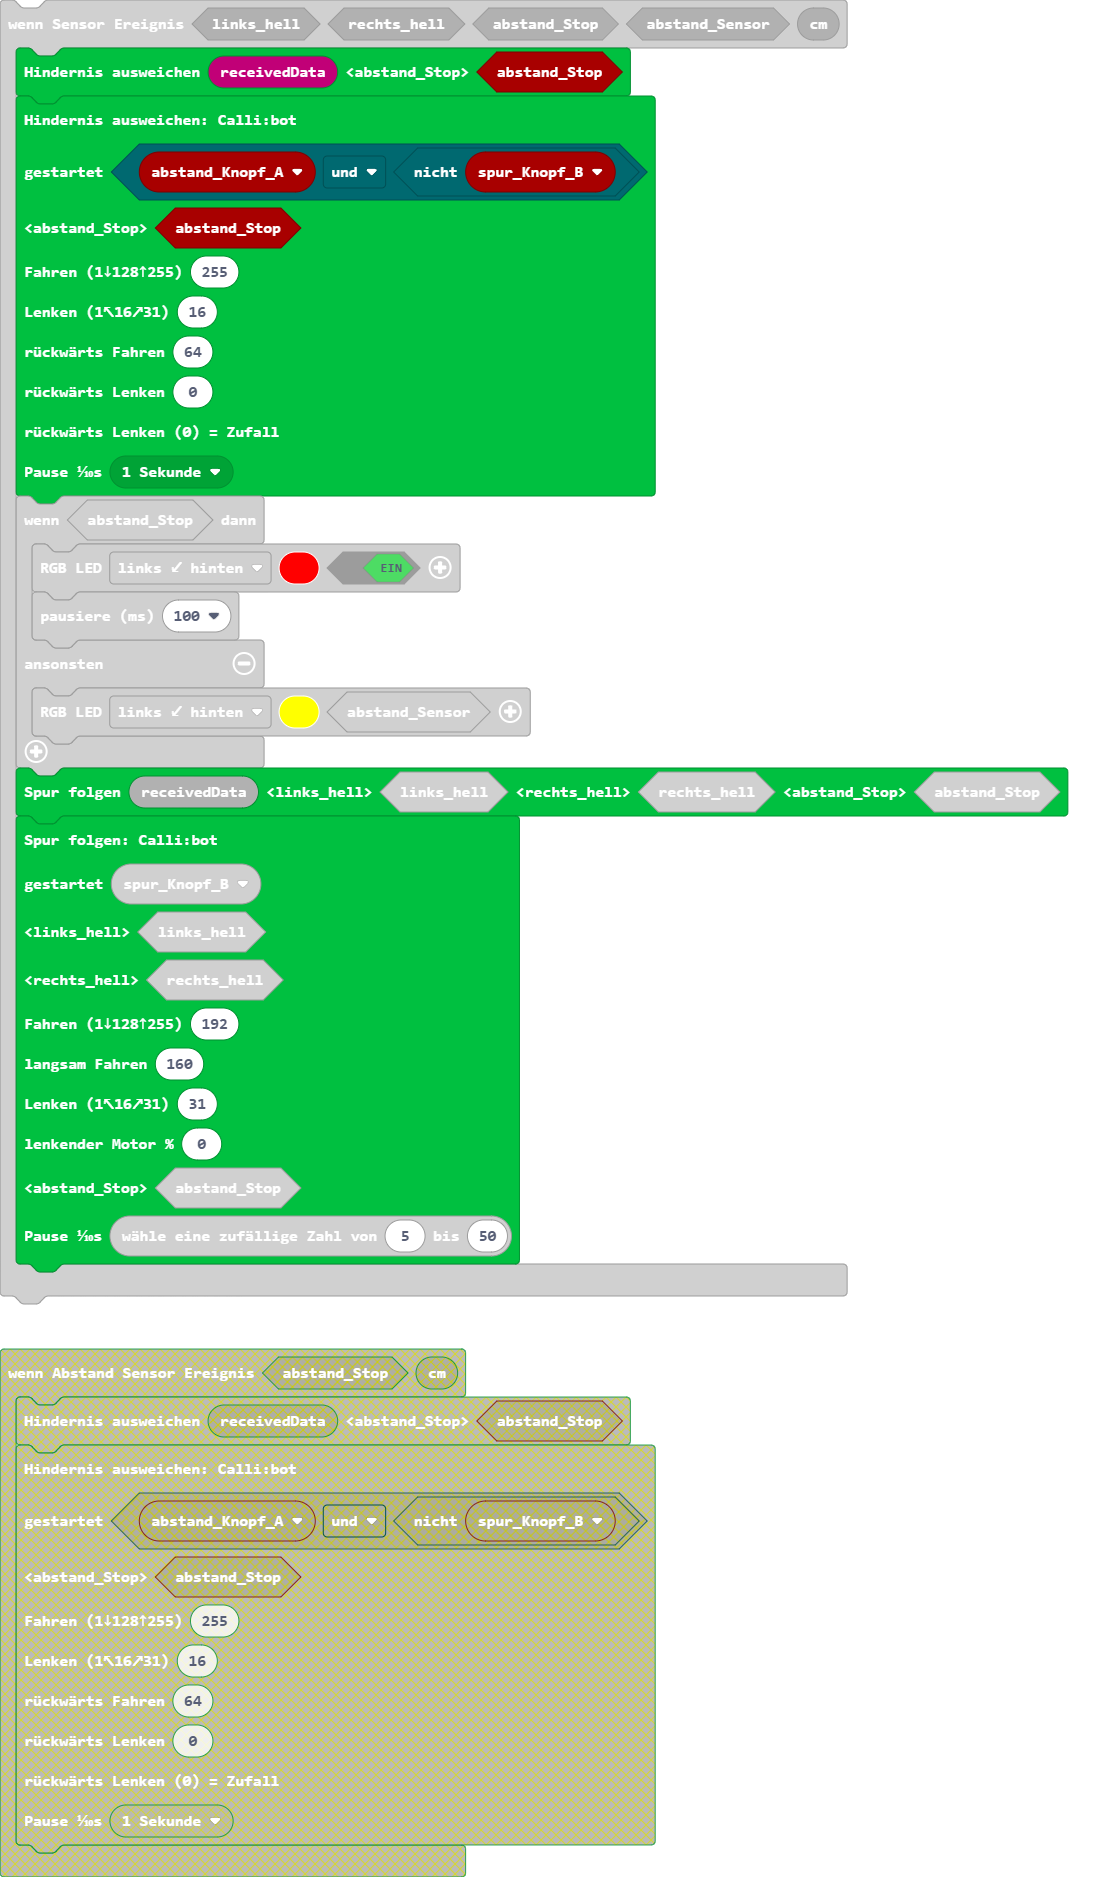 wenn Sensor Ereignis links_hell rechts_hell abstand_Stop abstand_Sensor cm
Hindernis ausweichen receivedData <abstand_Stop> abstand_Stop
Hindernis ausweichen: Calli:bot
gestartet abstand_Knopf_A und nicht spur_Knopf_B
<abstand_Stop> abstand_Stop
Fahren (1↓128↑255) 255
Lenken (1↖16↗31) 16
rückwärts Fahren 64
rückwärts Lenken 0
rückwärts Lenken (0) = Zufall
Pause ⅒s 1 Sekunde
wenn abstand_Stop dann
RGB LED links ↙ hinten EIN
pausiere (ms) 100
ansonsten
RGB LED links ↙ hinten abstand_Sensor
Spur folgen receivedData <links_hell> links_hell <rechts_hell> rechts_hell <abstand_Stop> abstand_Stop
Spur folgen: Calli:bot
gestartet spur_Knopf_B
<links_hell> links_hell
<rechts_hell> rechts_hell
Fahren (1↓128↑255) 192
langsam Fahren 160
Lenken (1↖16↗31) 31
lenkender Motor % 0
<abstand_Stop> abstand_Stop
Pause ⅒s wähle eine zufällige Zahl von 5 bis 50
wenn Abstand Sensor Ereignis abstand_Stop cm
Hindernis ausweichen receivedData <abstand_Stop> abstand_Stop
Hindernis ausweichen: Calli:bot
gestartet abstand_Knopf_A und nicht spur_Knopf_B
<abstand_Stop> abstand_Stop
Fahren (1↓128↑255) 255
Lenken (1↖16↗31) 16
rückwärts Fahren 64
rückwärts Lenken 0
rückwärts Lenken (0) = Zufall
Pause ⅒s 1 Sekunde